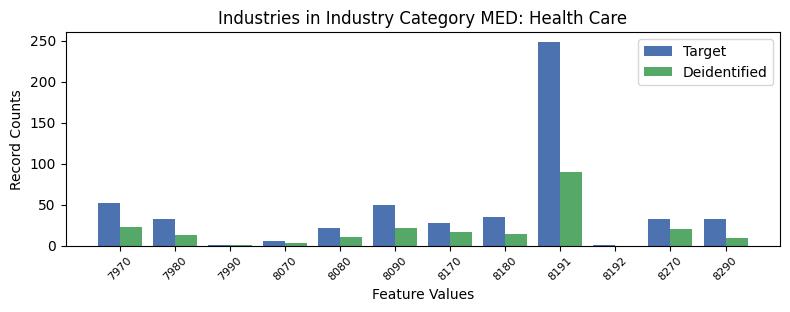 Industries in Industry Category MED: Health Care
Target
Deidentified
Record Counts
250
200
150
100
50
0
7970 7980 7990 8070 8080 8090 8170 8180 8191 8192 8270 8290
Feature Values